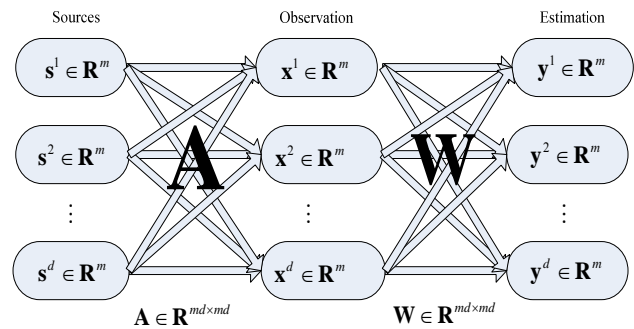 Sources Observation Estimation
s¹ ∈ Rᵐ x¹ ∈ Rᵐ y¹ ∈ Rᵐ
s² ∈ Rᵐ x² ∈ Rᵐ y² ∈ Rᵐ
A W
⋮ ⋮ ⋮
sᵈ ∈ Rᵐ xᵈ ∈ Rᵐ yᵈ ∈ Rᵐ
A ∈ Rᵐᵈˣᵐᵈ W ∈ Rᵐᵈˣᵐᵈ